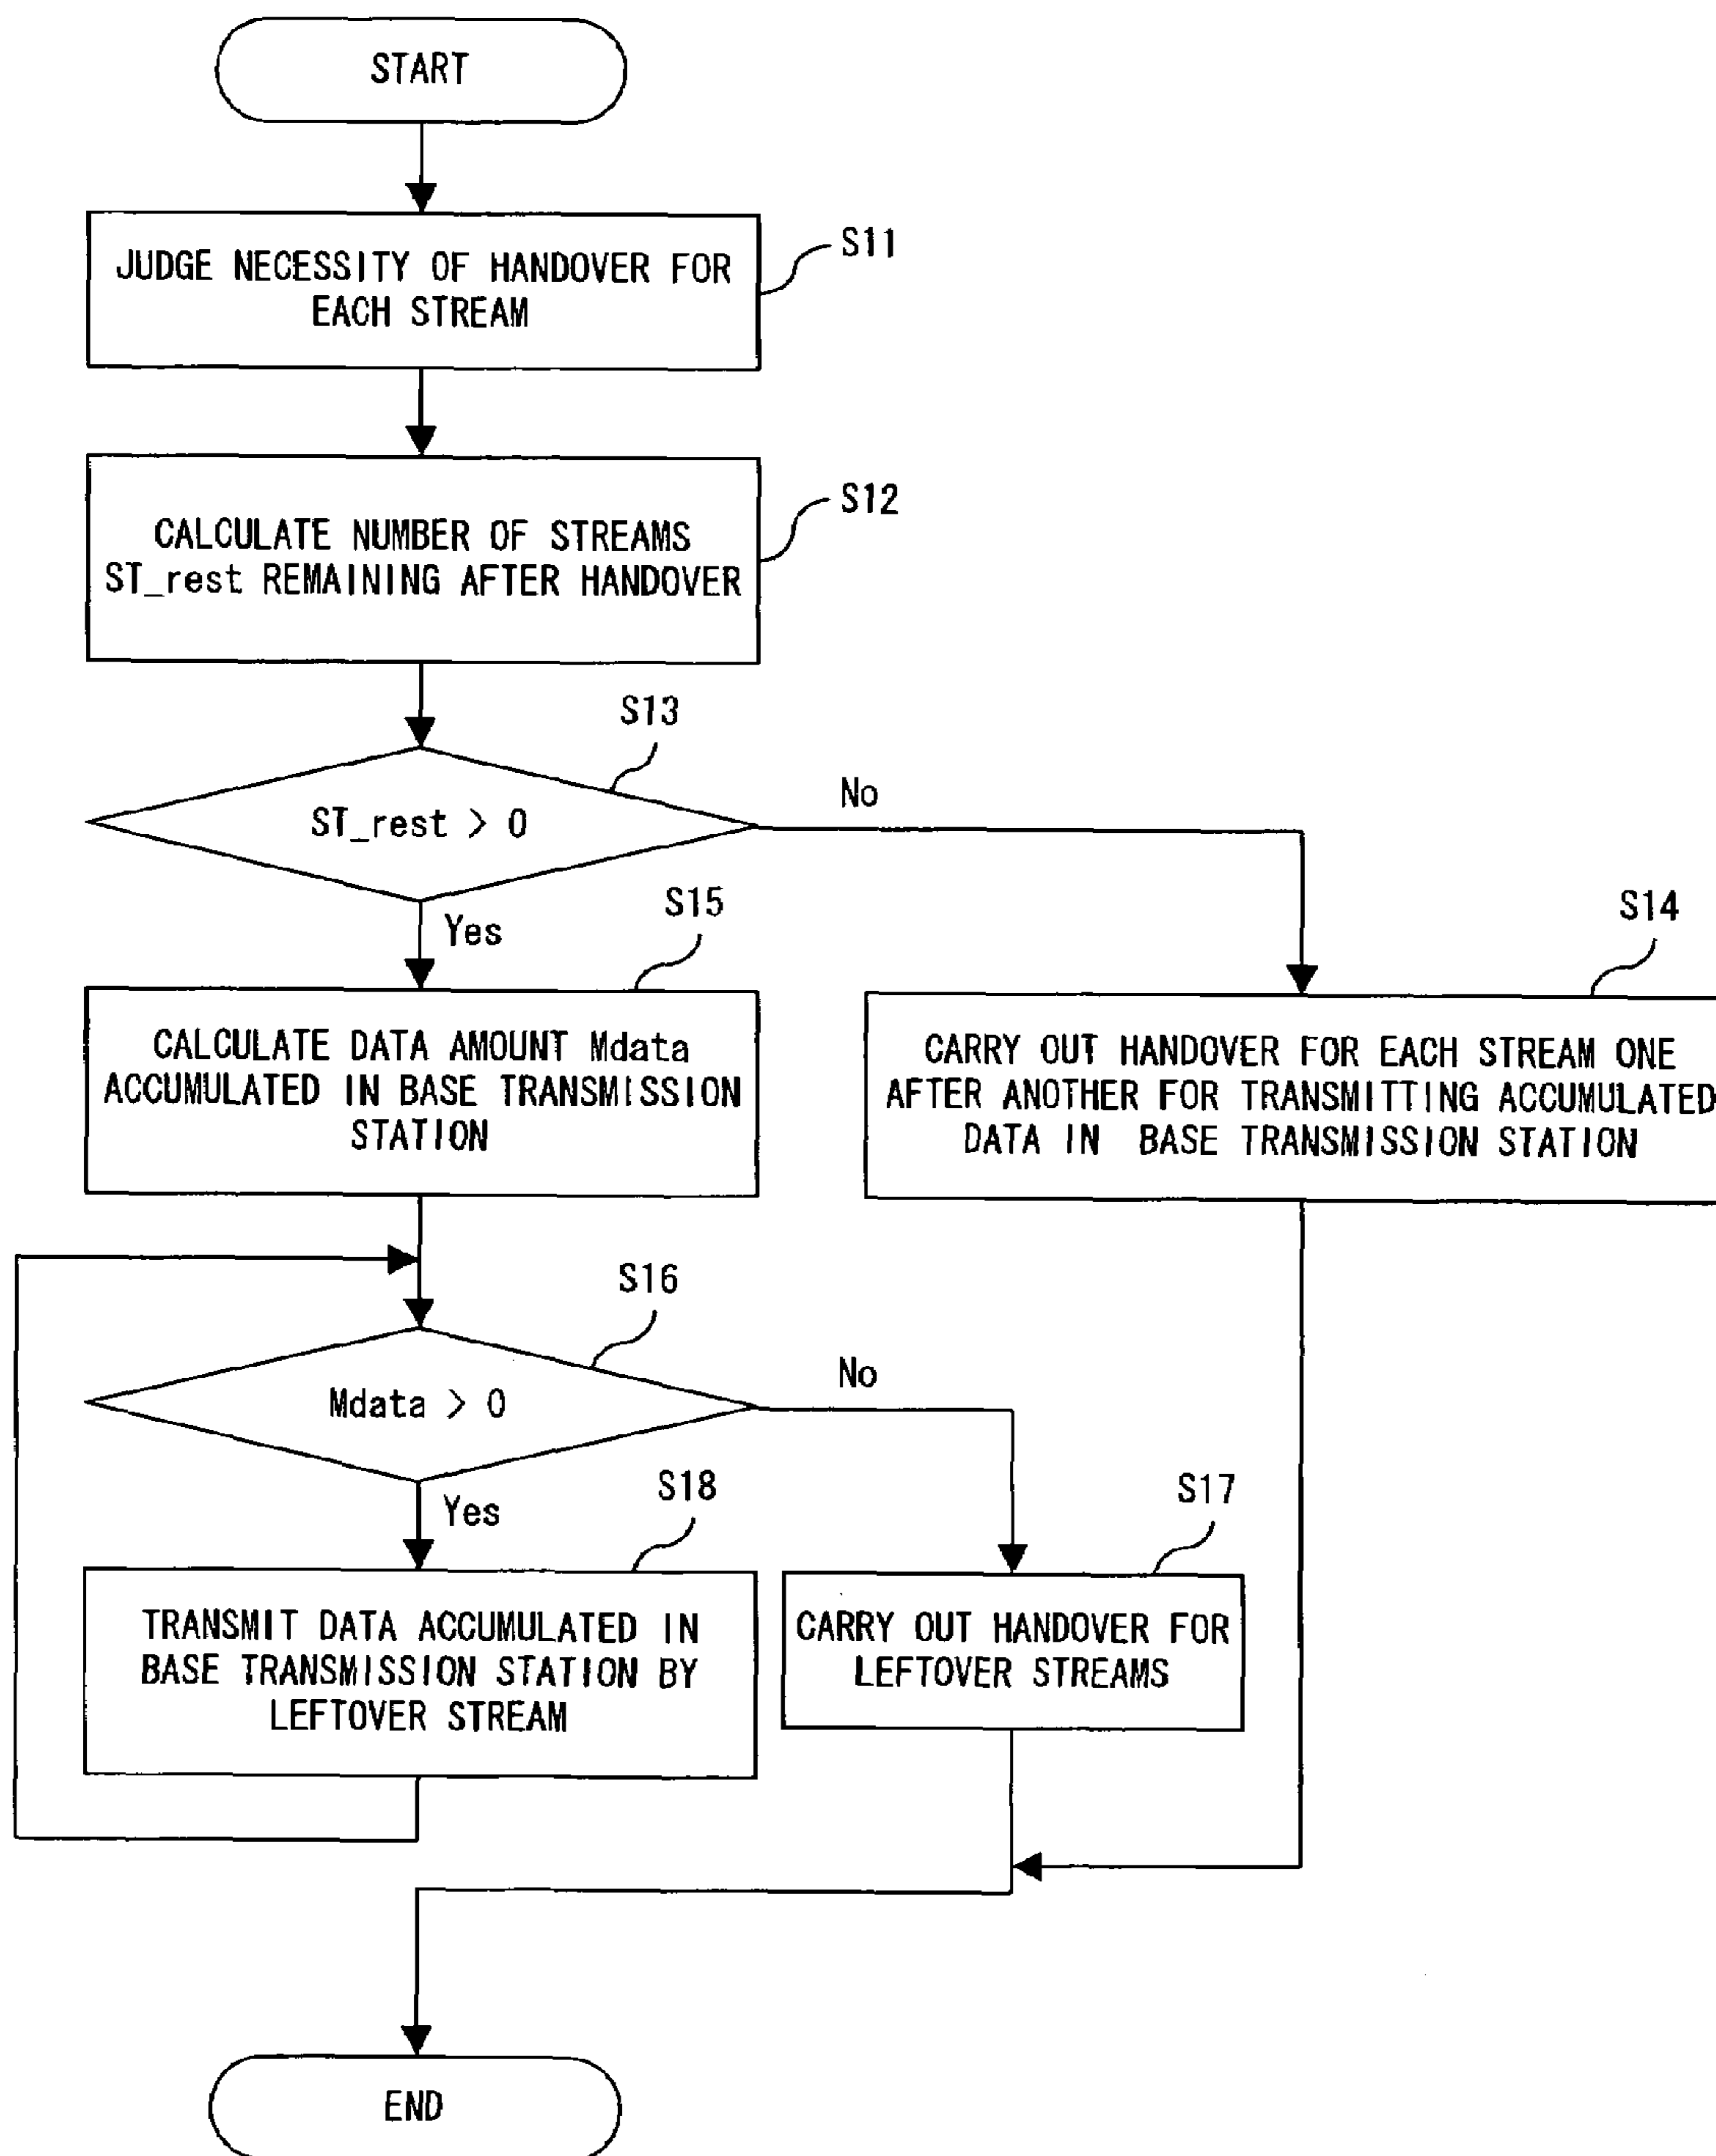 START
JUDGE NECESSITY OF HANDOVER FOR
EACH STREAM
S11
CALCULATE NUMBER OF STREAMS
ST_rest REMAINING AFTER HANDOVER
S12
S13
ST_rest > 0
No
Yes
S15
S14
CALCULATE DATA AMOUNT Mdata
ACCUMULATED IN BASE TRANSMISSION
STATION
CARRY OUT HANDOVER FOR EACH STREAM ONE
AFTER ANOTHER FOR TRANSMITTING ACCUMULATED
DATA IN BASE TRANSMISSION STATION
S16
Mdata > 0
No
Yes
S18
S17
TRANSMIT DATA ACCUMULATED IN
BASE TRANSMISSION STATION BY
LEFTOVER STREAM
CARRY OUT HANDOVER FOR
LEFTOVER STREAMS
END